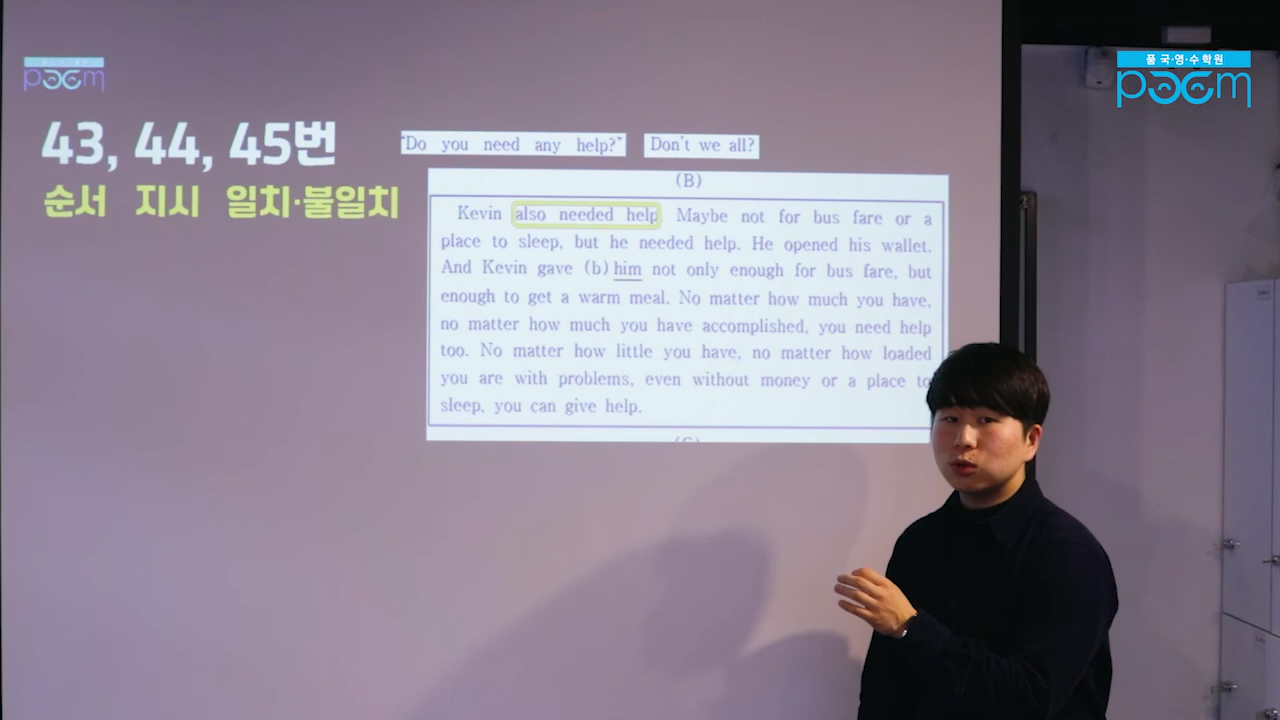 poem
43, 44, 45번
순서 지시 일치·불일치
"Do you need any help?" Don't we all?
(B)
Kevin also needed help. Maybe not for bus fare or a
place to sleep, but he needed help. He opened his wallet.
And Kevin gave (b) him not only enough for bus fare, but
enough to get a warm meal. No matter how much you have,
no matter how much you have accomplished, you need help
too. No matter how little you have, no matter how loaded
you are with problems, even without money or a place to
sleep, you can give help.
품 국·영·수학원
poem